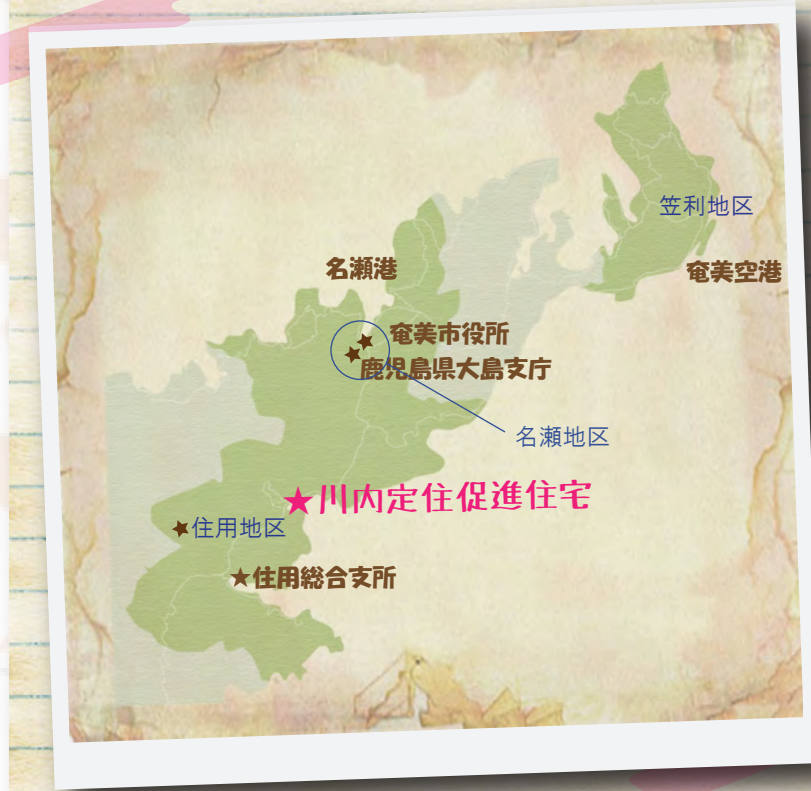 笠利地区
名瀬港
奄美空港
奄美市役所
鹿児島県大島支庁
名瀬地区
★川内定住促進住宅
★住用地区
★住用総合支所